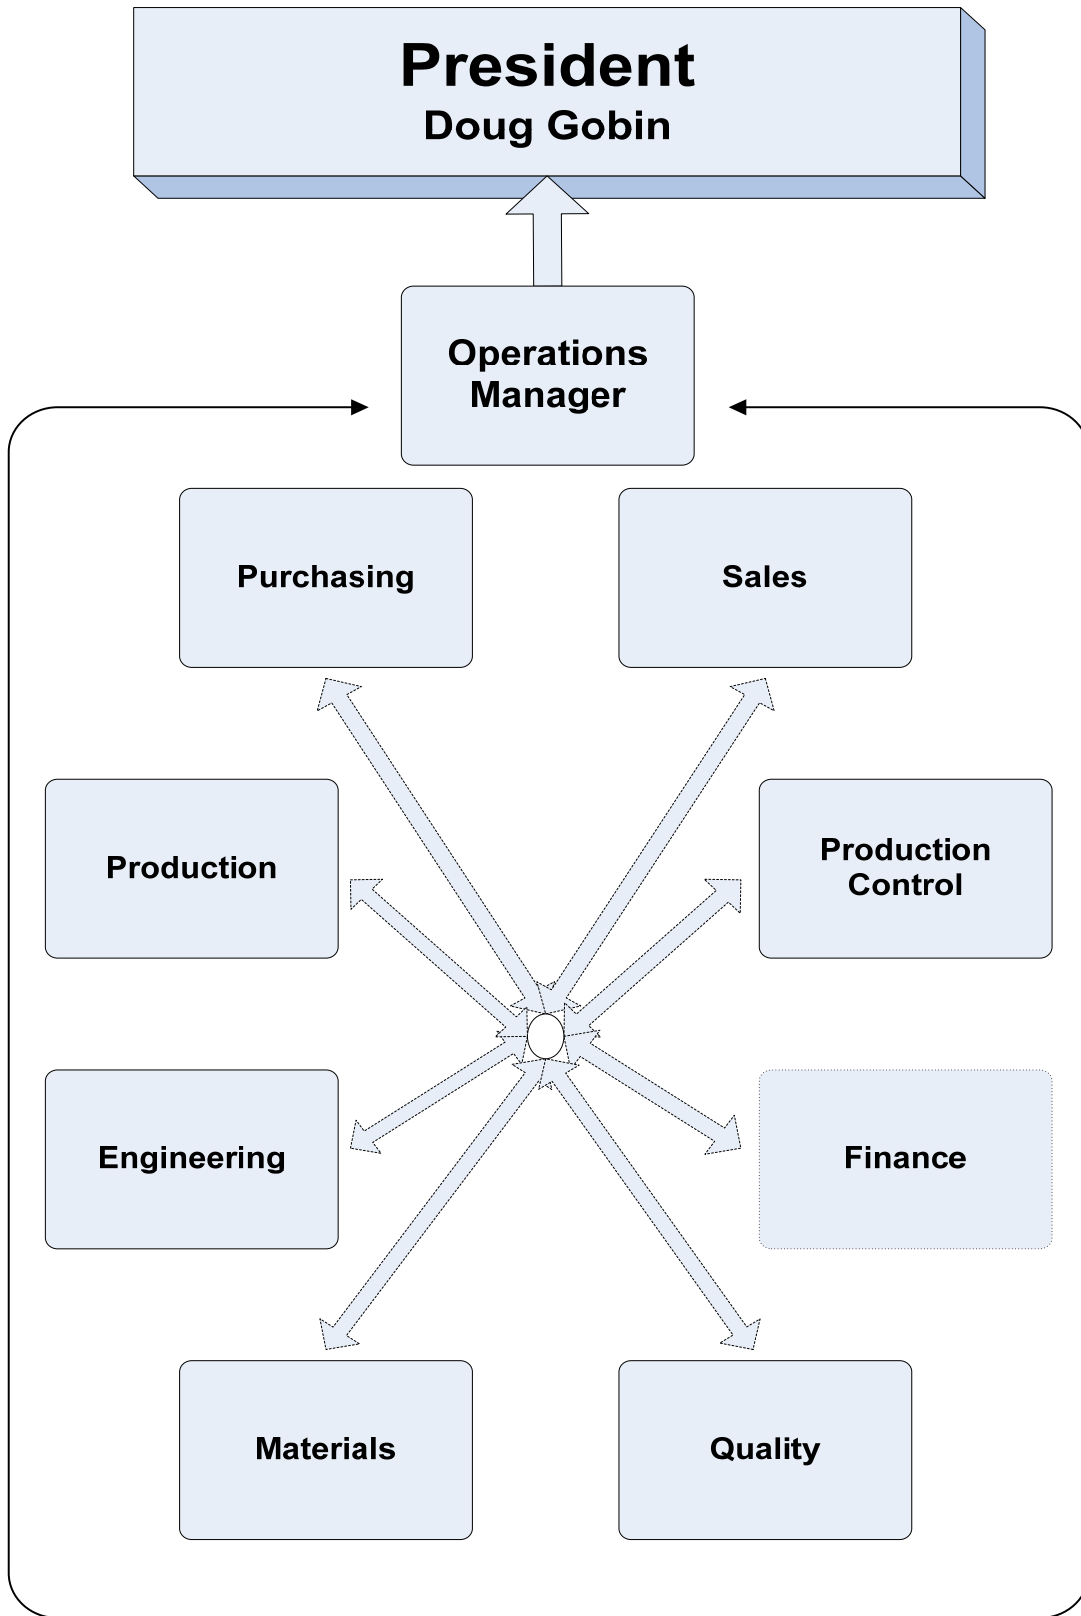 President
Doug Gobin
Operations
Manager
Purchasing
Sales
Production
Production
Control
Engineering
Finance
Materials
Quality